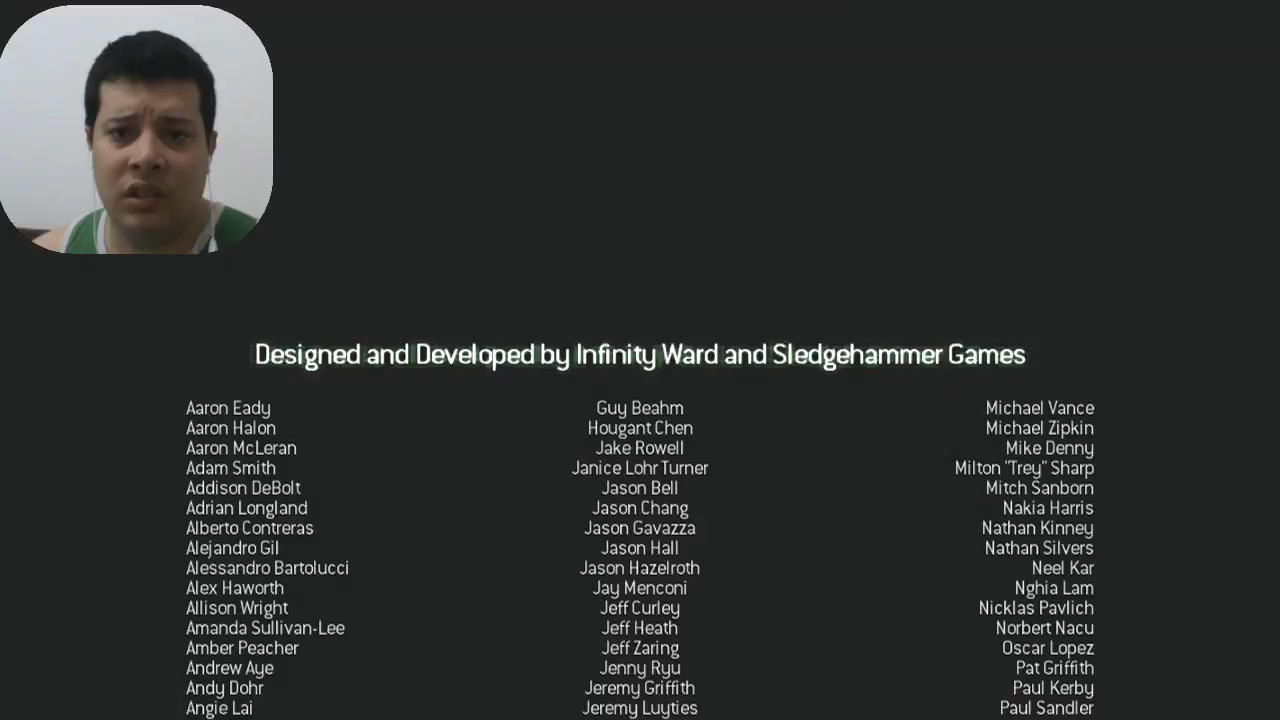 Designed and Developed by Infinity Ward and Sledgehammer Games
Aaron Eady
Aaron Halon
Aaron McLeran
Adam Smith
Addison DeBolt
Adrian Longland
Alberto Contreras
Alejandro Gil
Alessandro Bartolucci
Alex Haworth
Allison Wright
Amanda Sullivan-Lee
Amber Peacher
Andrew Aye
Andy Dohr
Angie Lai
Guy Beahm
Hougant Chen
Jake Rowell
Janice Lohr Turner
Jason Bell
Jason Chang
Jason Gavazza
Jason Hall
Jason Hazelroth
Jay Menconi
Jeff Curley
Jeff Heath
Jeff Zaring
Jenny Ryu
Jeremy Griffith
Jeremy Luyties
Michael Vance
Michael Zipkin
Mike Denny
Milton "Trey" Sharp
Mitch Sanborn
Nakia Harris
Nathan Kinney
Nathan Silvers
Neel Kar
Nghia Lam
Nicklas Pavlich
Norbert Nacu
Oscar Lopez
Pat Griffith
Paul Kerby
Paul Sandler